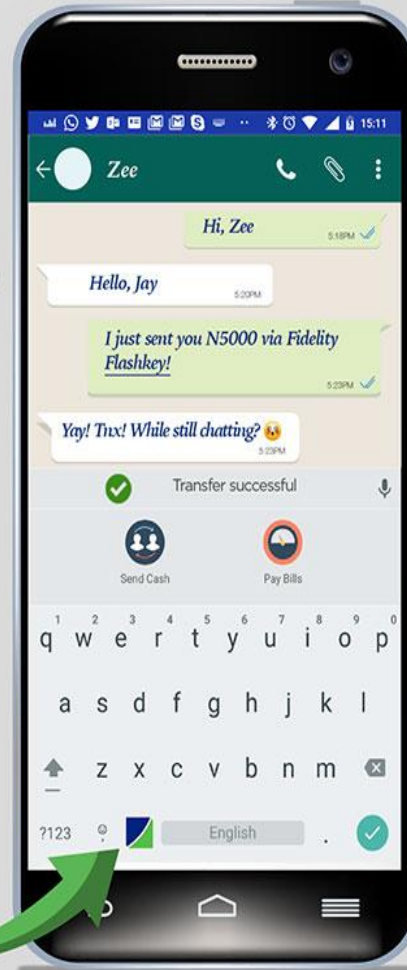 15:11
Zee
Hi, Zee
5:18PM
Hello, Jay
5:20PM
I just sent you N5000 via Fidelity
Flashkey!
5:23PM
Yay! Tnx! While still chatting?
5:23PM
Transfer successful
Send Cash Pay Bills
1 2 3 4 5 6 7 8 9 0
q w e r t y u i o p
a s d f g h j k l
z x c v b n m
?123 , English .